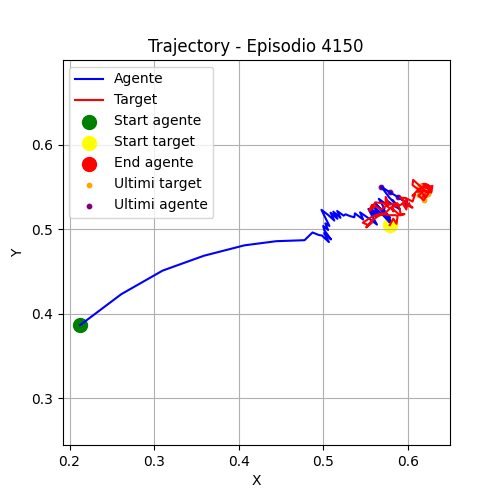 Trajectory - Episodio 4150
Agente
Target
Start agente
Start target
End agente
Ultimi target
Ultimi agente
0.6
0.5
0.4
0.3
Y
0.2 0.3 0.4 0.5 0.6
X